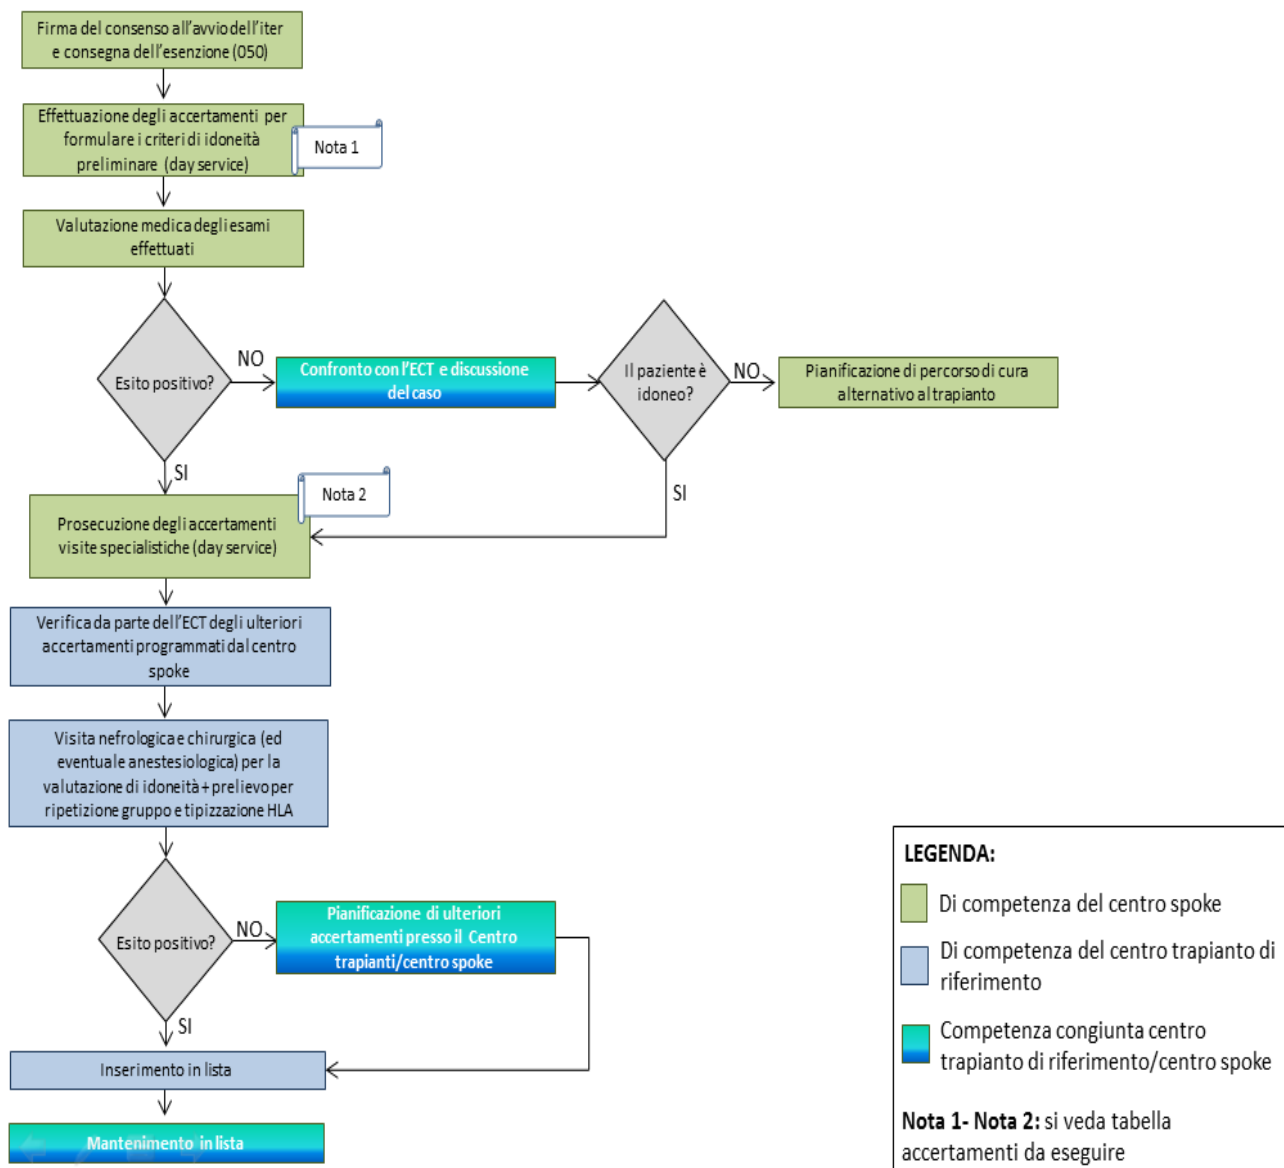 Firma del consenso all'avvio dell'iter
e consegna dell'esenzione (050)
Effettuazione degli accertamenti per
formulare i criteri di idoneità
preliminare (day service)
Nota 1
Valutazione medica degli esami
effettuati
Esito positivo?
NO
Confronto con l'ECT e discussione
del caso
Il paziente è
idoneo?
NO
Pianificazione di percorso di cura
alternativo al trapianto
SI
SI
Nota 2
Prosecuzione degli accertamenti
visite specialistiche (day service)
Verifica da parte dell'ECT degli ulteriori
accertamenti programmati dal centro
spoke
Visita nefrologica e chirurgica (ed
eventuale anestesiologica) per la
valutazione di idoneità + prelievo per
ripetizione gruppo e tipizzazione HLA
Esito positivo?
NO
Pianificazione di ulteriori
accertamenti presso il Centro
trapianti/centro spoke
SI
Inserimento in lista
Mantenimento in lista
LEGENDA:
Di competenza del centro spoke
Di competenza del centro trapianto di
riferimento
Competenza congiunta centro
trapianto di riferimento/centro spoke
Nota 1- Nota 2: si veda tabella
accertamenti da eseguire